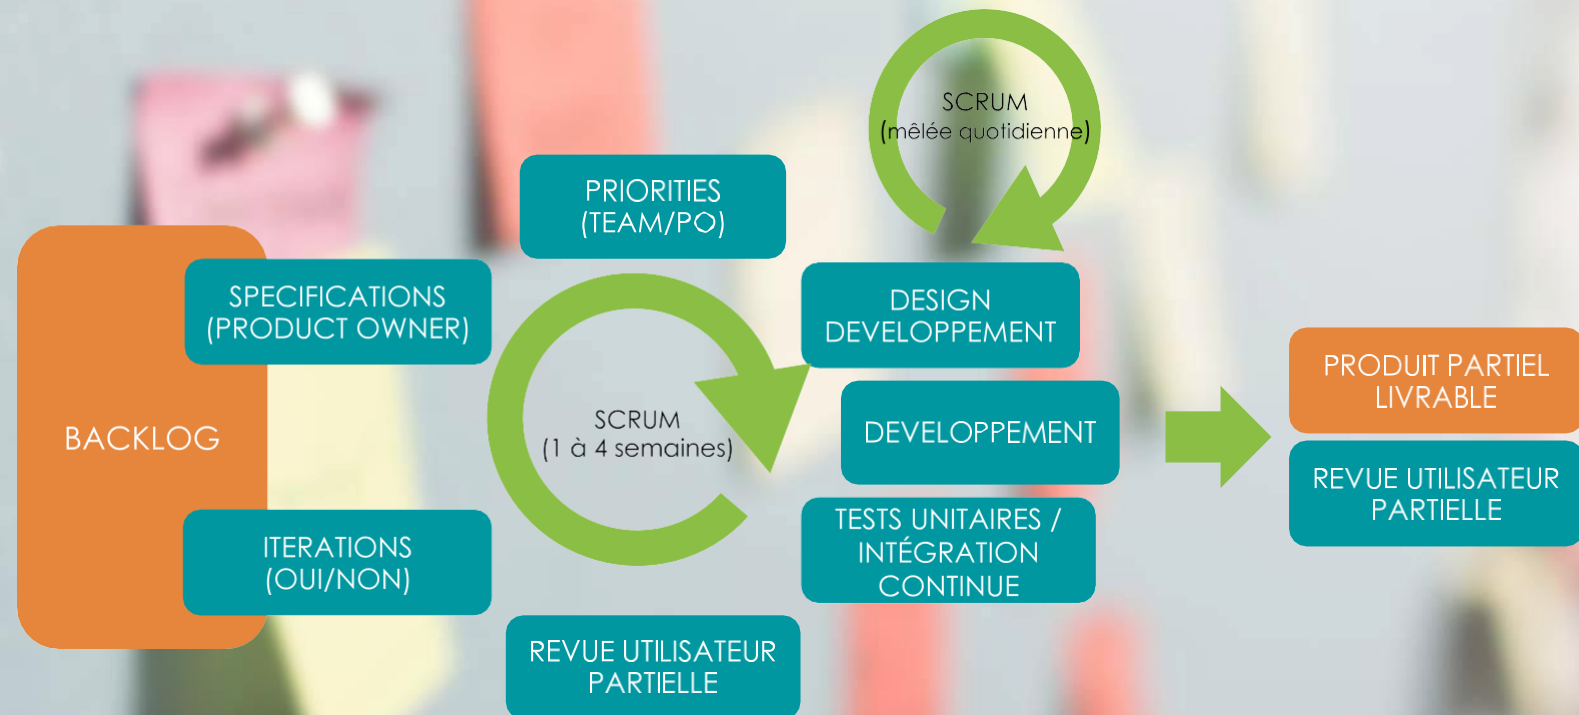 BACKLOG
SPECIFICATIONS
(PRODUCT OWNER)
ITERATIONS
(OUI/NON)
PRIORITIES
(TEAM/PO)
SCRUM
(1 à 4 semaines)
REVUE UTILISATEUR
PARTIELLE
SCRUM
(mêlée quotidienne)
DESIGN
DEVELOPPEMENT
DEVELOPPEMENT
TESTS UNITAIRES /
INTÉGRATION
CONTINUE
PRODUIT PARTIEL
LIVRABLE
REVUE UTILISATEUR
PARTIELLE